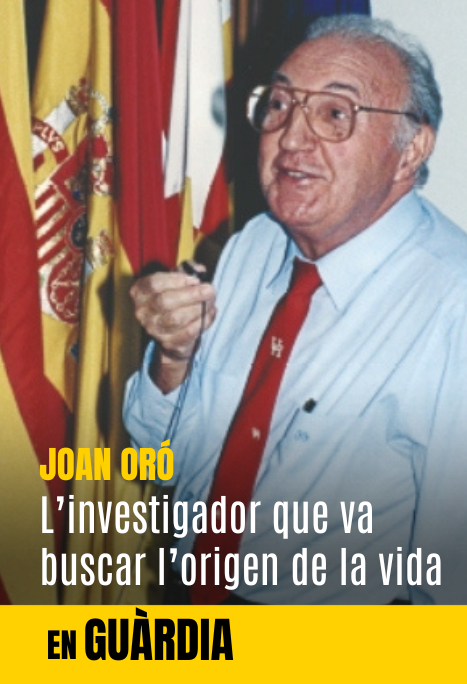 JOAN ORÓ
L’investigador que va
buscar l’origen de la vida
EN GUÀRDIA